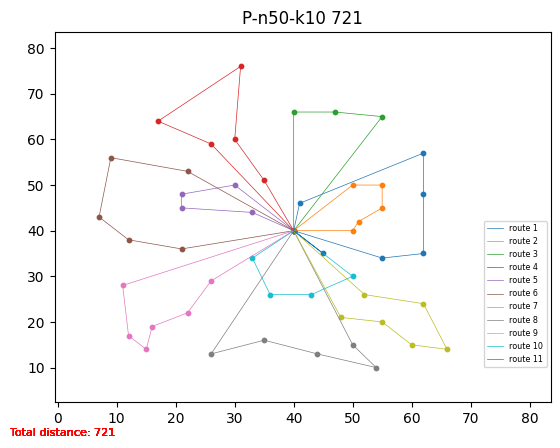 P-n50-k10 721
80
70
60
50
40
30
20
10
0 10 20 30 40 50 60 70 80
route 1
route 2
route 3
route 4
route 5
route 6
route 7
route 8
route 9
route 10
route 11
Total distance: 721